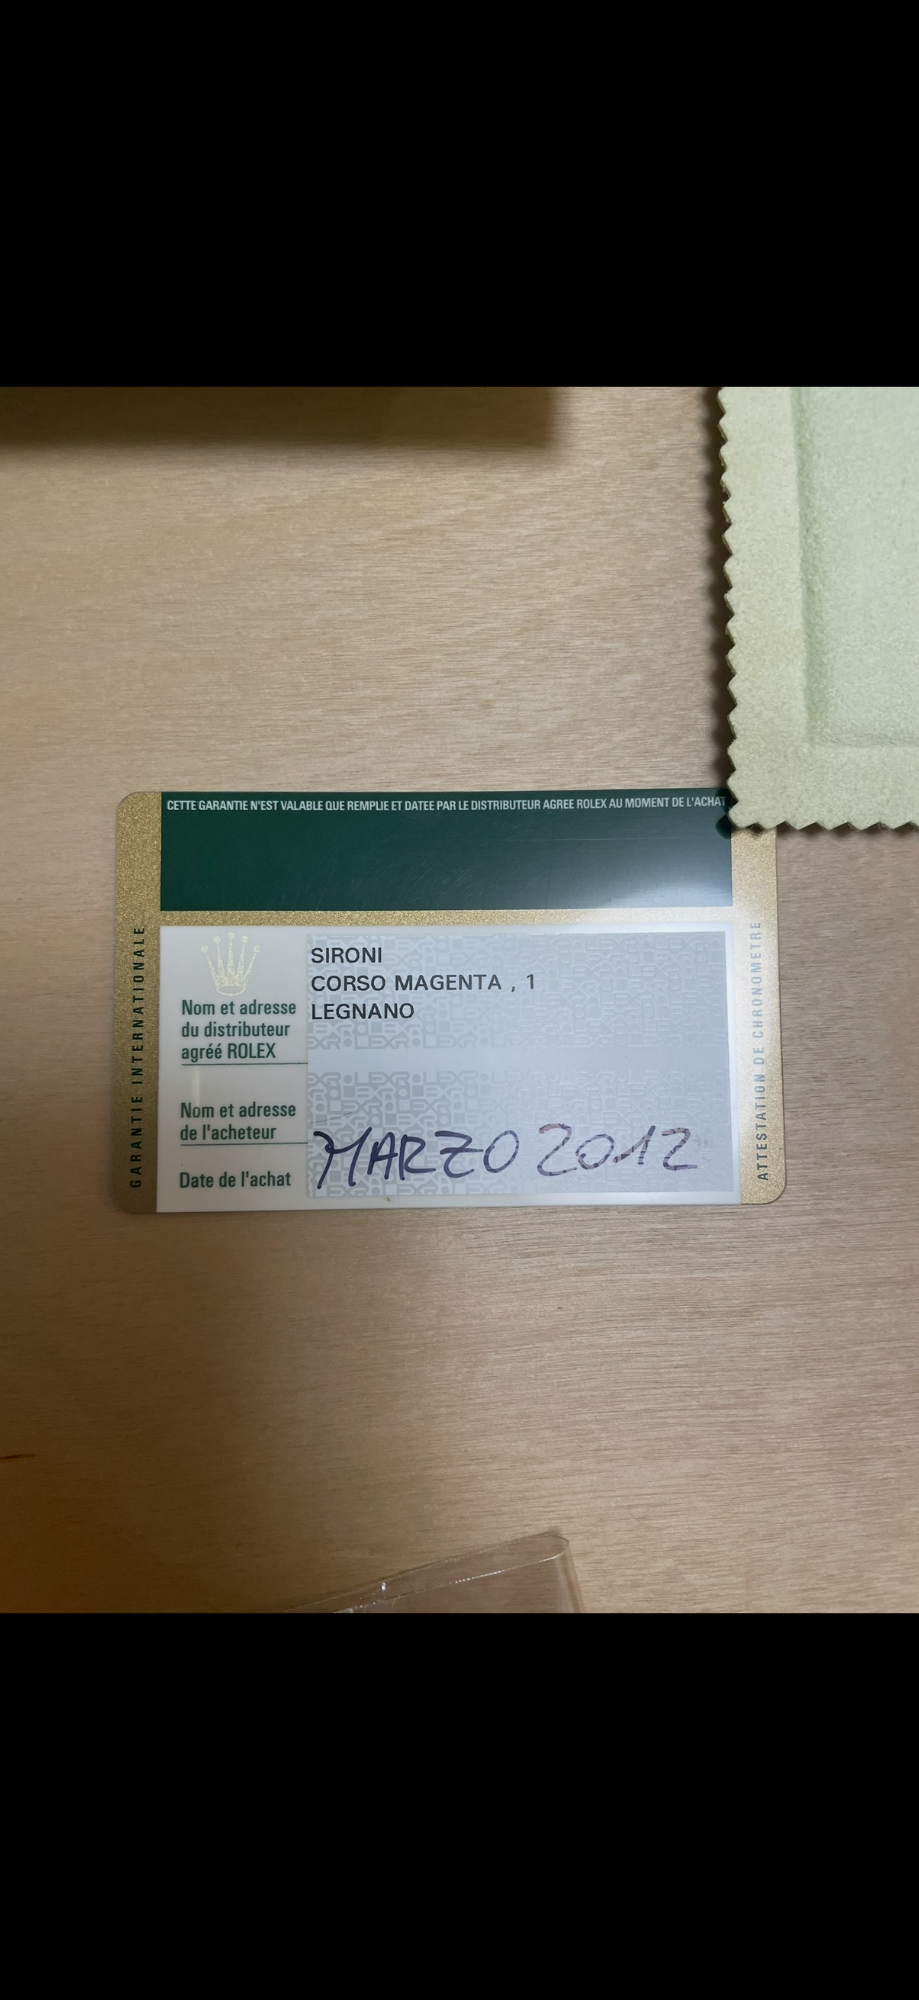 CETTE GARANTIE N'EST VALABLE QUE REMPLIE ET DATEE PAR LE DISTRIBUTEUR AGREE ROLEX AU MOMENT DE L'ACHAT
GARANTIE INTERNATIONALE
SIRONI
CORSO MAGENTA , 1
LEGNANO
Nom et adresse
du distributeur
agréé ROLEX
Nom et adresse
de l'acheteur
Date de l'achat
MARZO 2012
ATTESTATION DE CHRONOMETRE